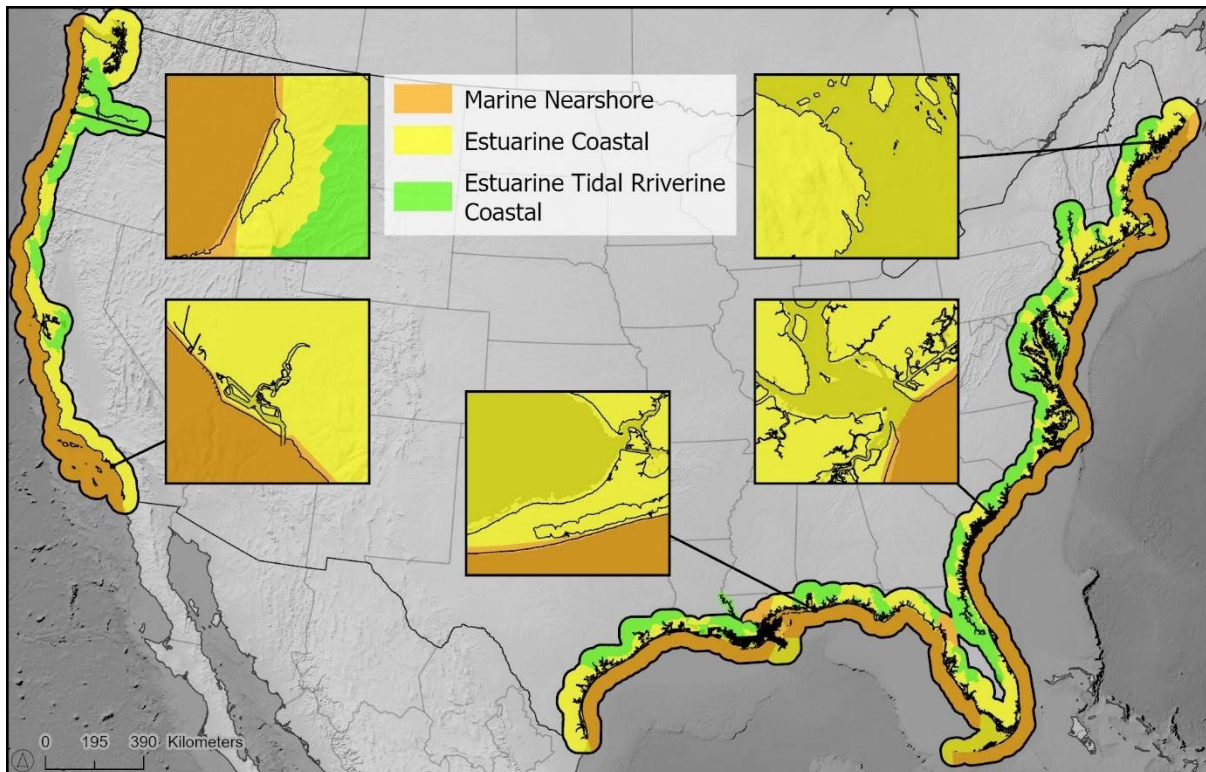 Marine Nearshore
Estuarine Coastal
Estuarine Tidal Rriverine
Coastal
0 195 390 Kilometers
A